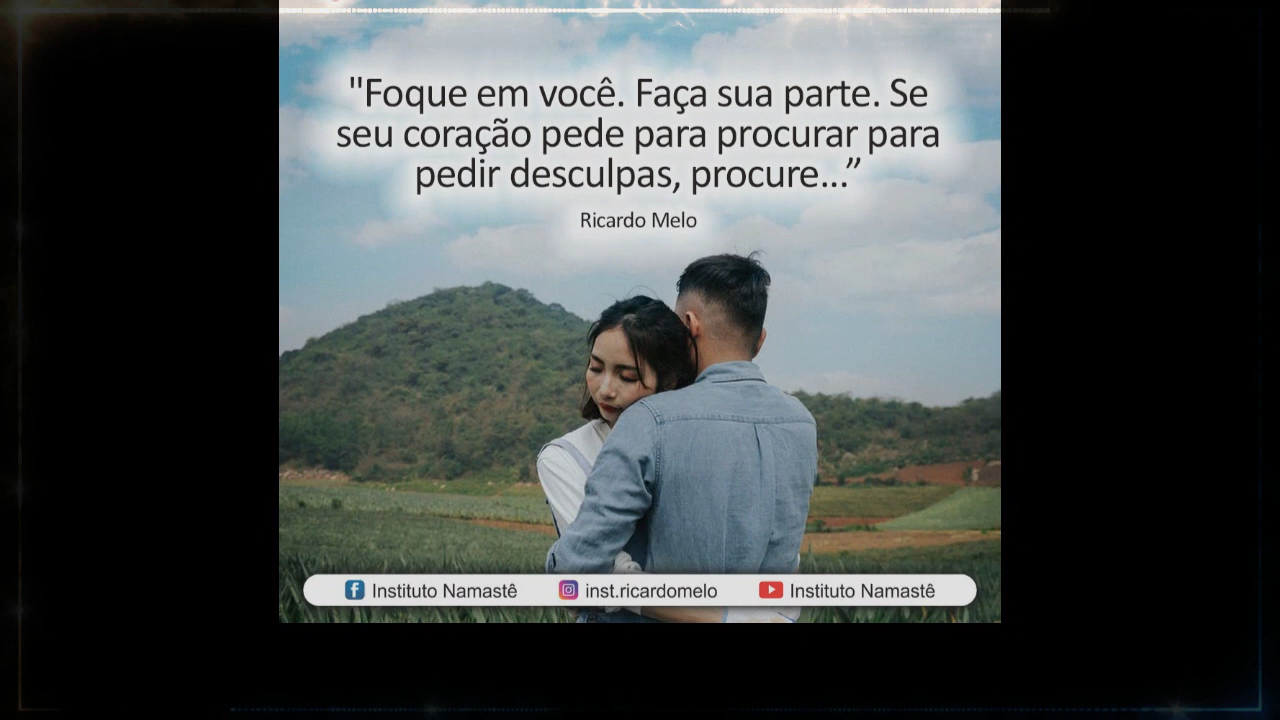 "Foque em você. Faça sua parte. Se
seu coração pede para procurar para
pedir desculpas, procure...”
Ricardo Melo
Instituto Namastê inst.ricardomelo Instituto Namastê